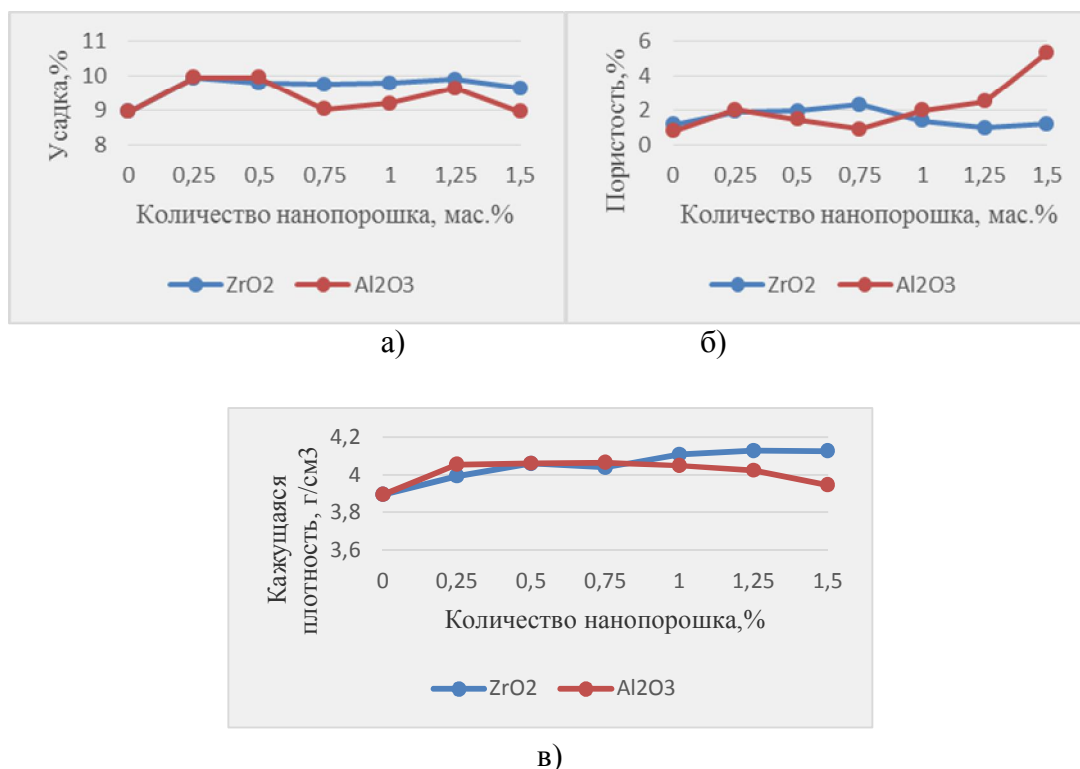 Усадка,%
11
10
9
8
0 0,25 0,5 0,75 1 1,25 1,5
Количество нанопорошка, мас.%
ZrO2 Al2O3
а)
Пористость,%
6
4
2
0
0 0,25 0,5 0,75 1 1,25 1,5
Количество нанопорошка, мас.%
ZrO2 Al2O3
б)
Кажущаяся
плотность, г/см3
4,2
4
3,8
3,6
0 0,25 0,5 0,75 1 1,25 1,5
Количество нанопорошка,%
ZrO2 Al2O3
в)